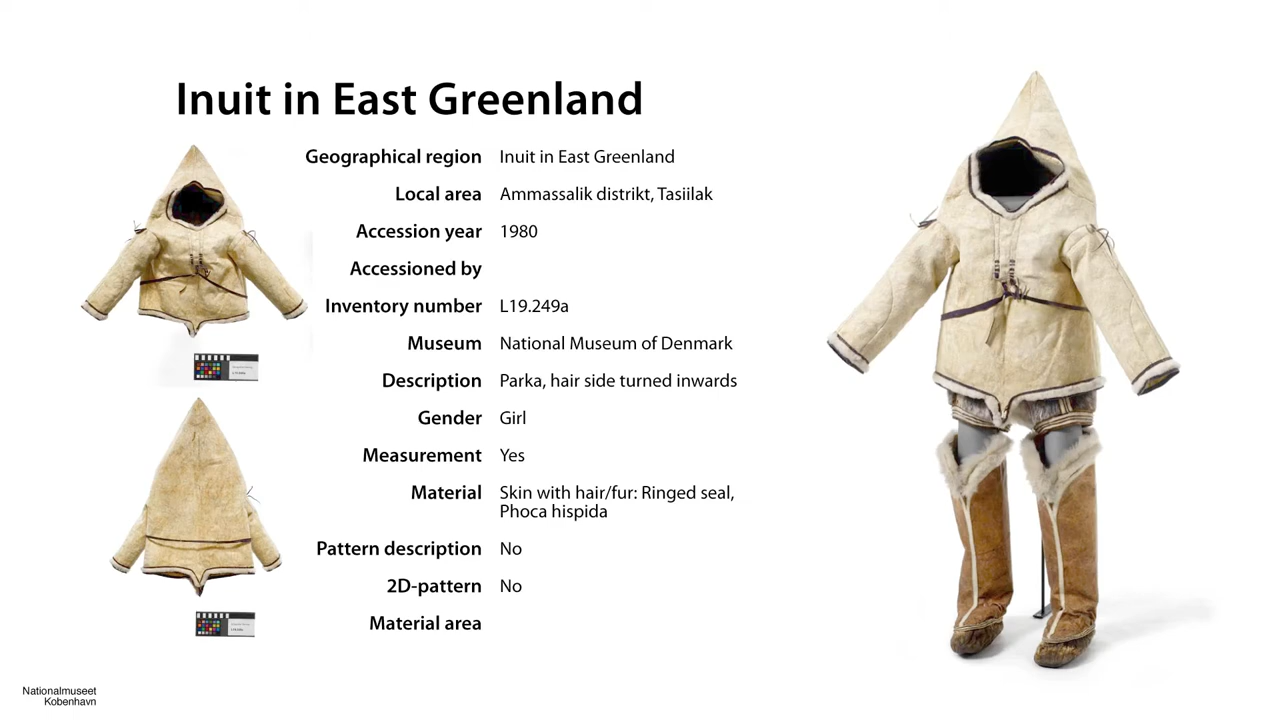 Inuit in East Greenland
Geographical region Inuit in East Greenland
Local area Ammassalik distrikt, Tasiilak
Accession year 1980
Accessioned by
Inventory number L19.249a
Museum National Museum of Denmark
Description Parka, hair side turned inwards
Gender Girl
Measurement Yes
Material Skin with hair/fur: Ringed seal,
Phoca hispida
Pattern description No
2D-pattern No
Material area
Nationalmuseet
Kobenhavn